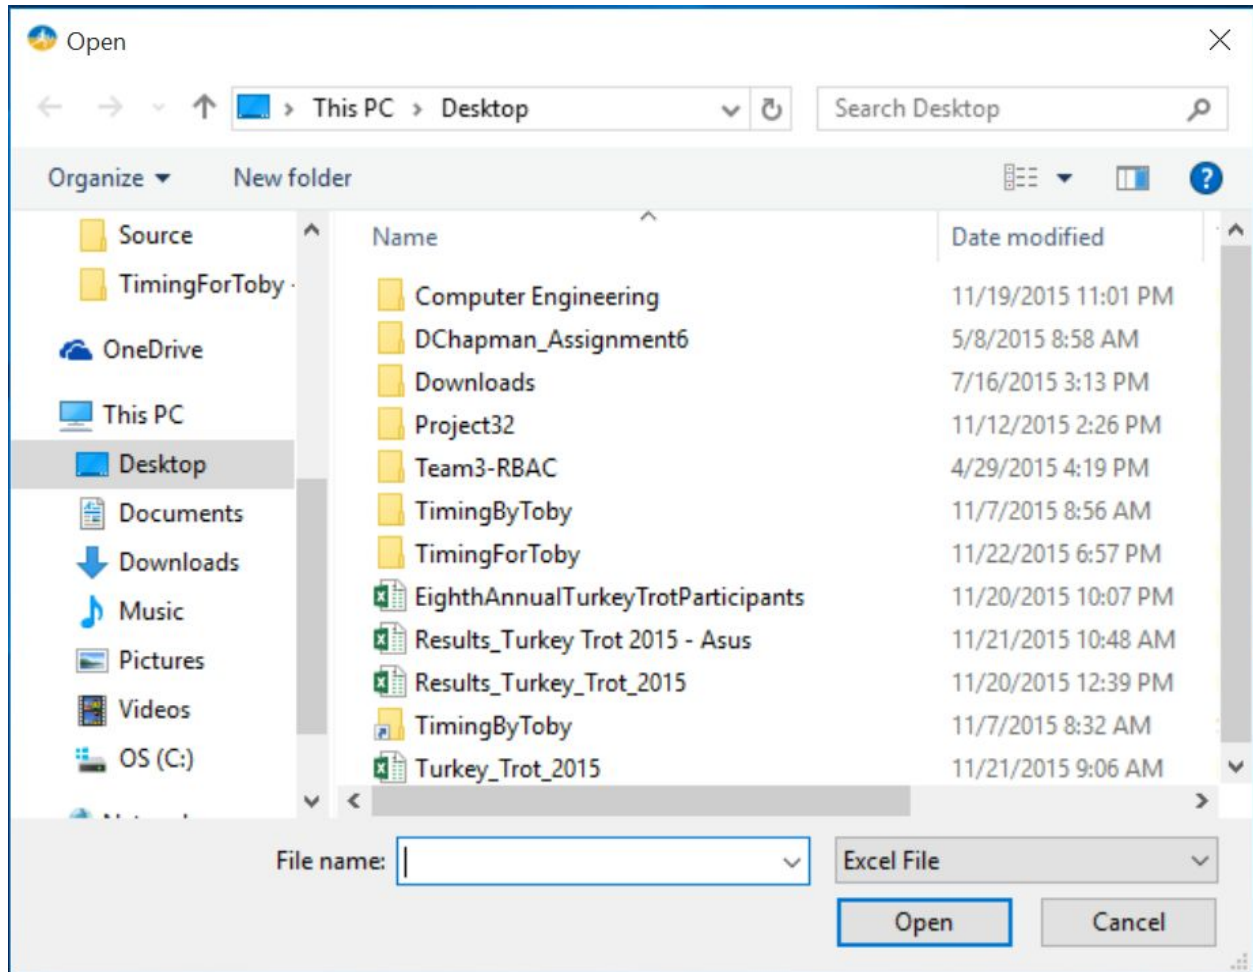 Open
This PC > Desktop
Search Desktop
Organize
New folder
?
Source
TimingForToby
OneDrive
This PC
Desktop
Documents
Downloads
Music
Pictures
Videos
OS (C:)
Name Date modified
Computer Engineering 11/19/2015 11:01 PM
DChapman_Assignment6 5/8/2015 8:58 AM
Downloads 7/16/2015 3:13 PM
Project32 11/12/2015 2:26 PM
Team3-RBAC 4/29/2015 4:19 PM
TimingByToby 11/7/2015 8:56 AM
TimingForToby 11/22/2015 6:57 PM
EighthAnnualTurkeyTrotParticipants 11/20/2015 10:07 PM
Results_Turkey Trot 2015 - Asus 11/21/2015 10:48 AM
Results_Turkey_Trot_2015 11/20/2015 12:39 PM
TimingByToby 11/7/2015 8:32 AM
Turkey_Trot_2015 11/21/2015 9:06 AM
File name:
Excel File
Open
Cancel